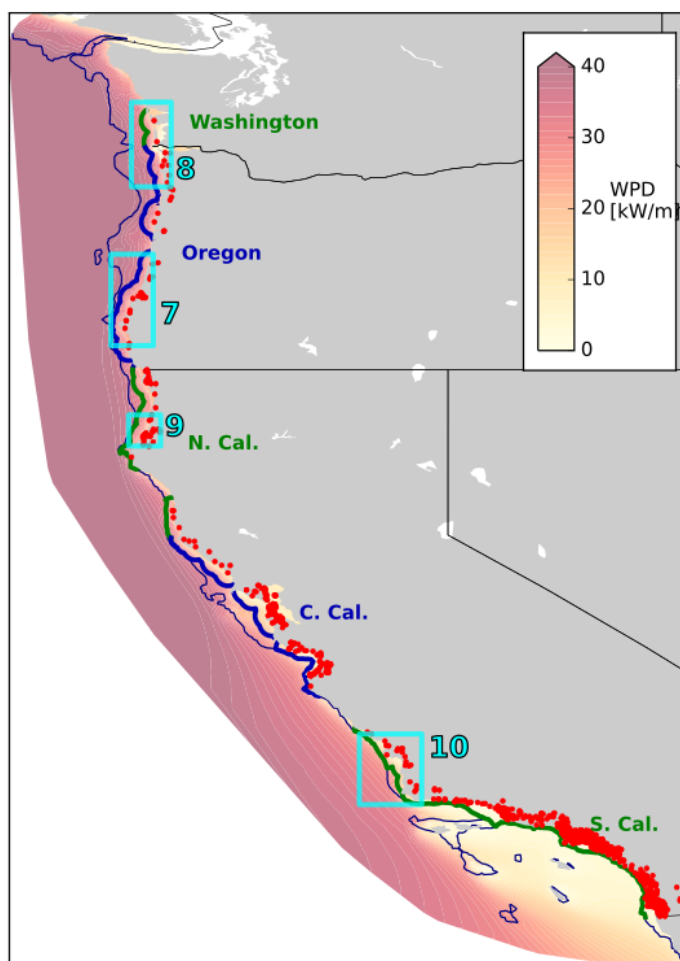 Washington
8
Oregon
7
9
N. Cal.
C. Cal.
10
S. Cal.
40
30
20
10
0
WPD
[kW/m]